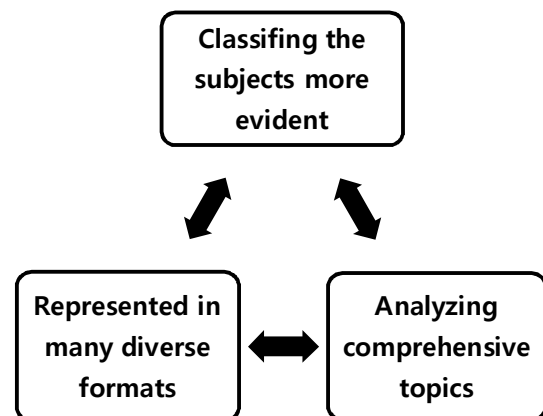 Classifing the
subjects more
evident
Represented in
many diverse
formats
Analyzing
comprehensive
topics